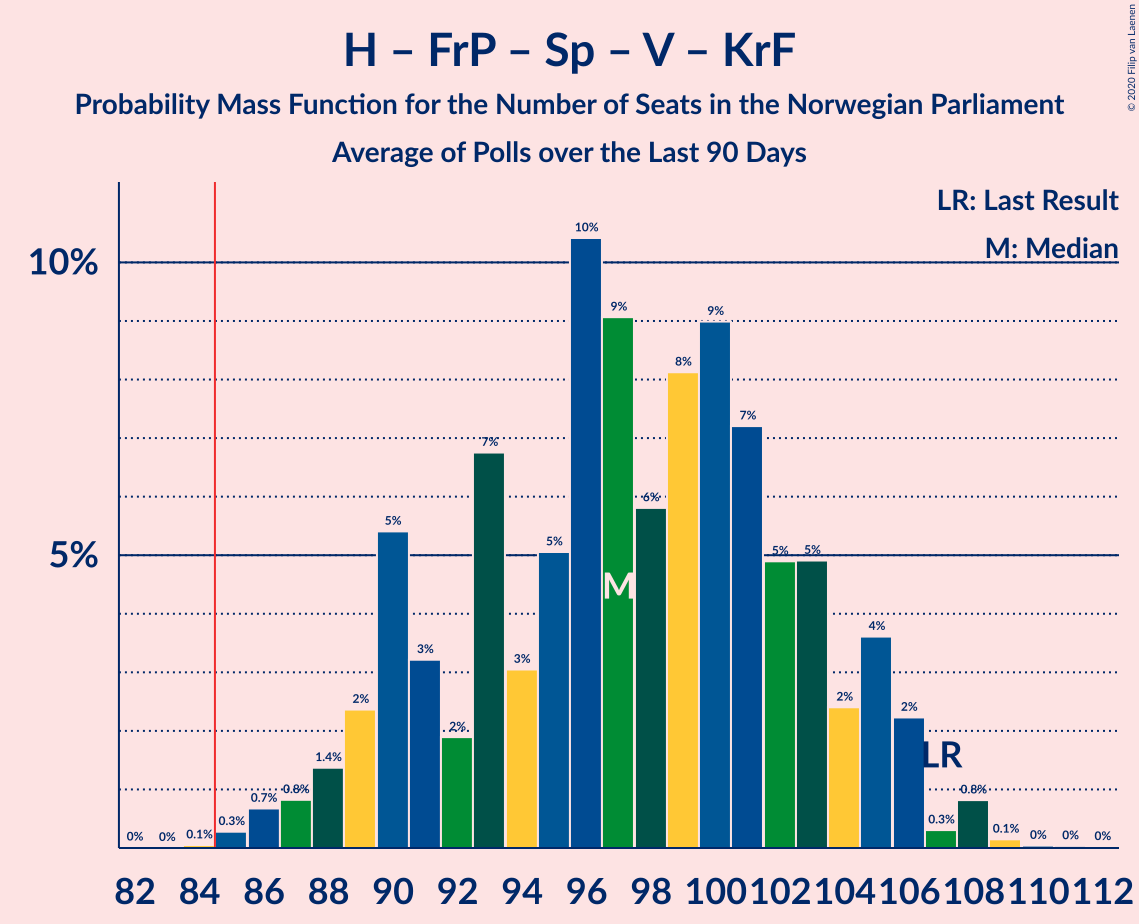 H – FrP – Sp – V – KrF
Probability Mass Function for the Number of Seats in the Norwegian Parliament
Average of Polls over the Last 90 Days
© 2020 Filip van Laenen
LR: Last Result
M: Median
10%
5%
0% 0% 0.1% 0.3% 0.7% 0.8% 1.4% 2% 5% 3% 2% 7% 3% 5% 10% 9% 6% 8% 9% 7% 5% 5% 2% 4% 2% 0.3% 0.8% 0.1% 0% 0% 0%
M
LR
82 84 86 88 90 92 94 96 98 100 102 104 106 108 110 112